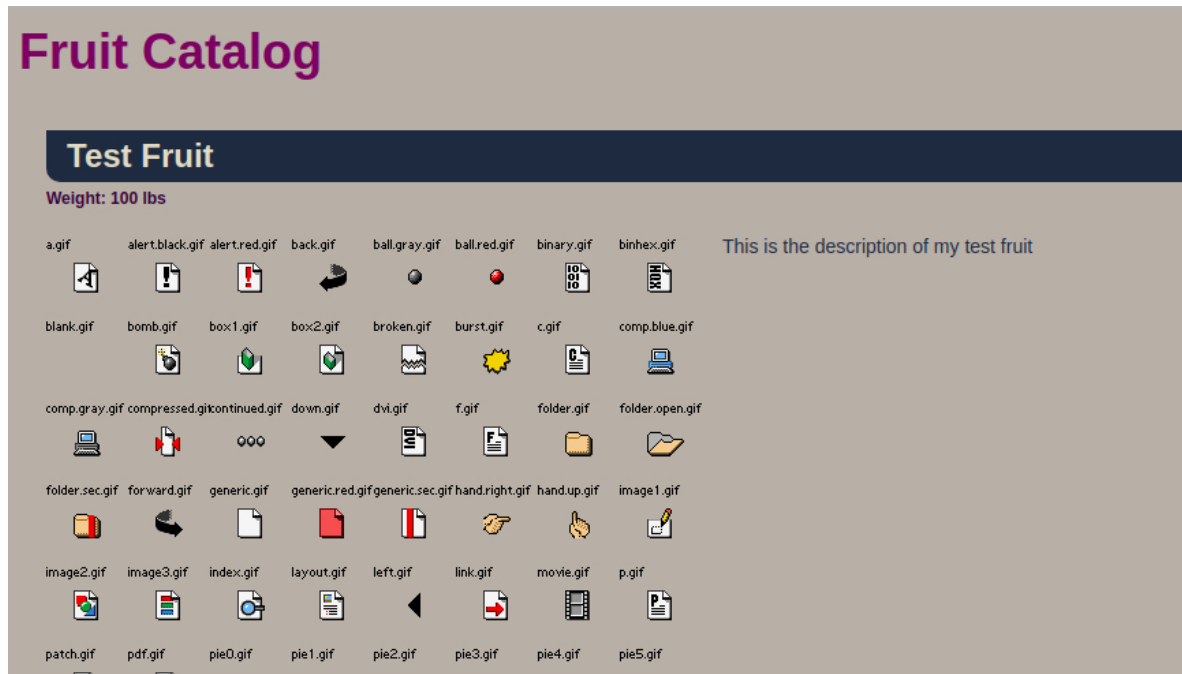 Fruit Catalog
Test Fruit
Weight: 100 lbs
a.gif alert.black.gif alert.red.gif back.gif ball.gray.gif ball.red.gif binary.gif binhex.gif
This is the description of my test fruit
blank.gif bomb.gif box1.gif box2.gif broken.gif burst.gif c.gif comp.blue.gif
comp.gray.gif compressed.gif continued.gif down.gif dvi.gif f.gif folder.gif folder.open.gif
folder.sec.gif forward.gif generic.gif generic.red.gif generic.sec.gif hand.right.gif hand.up.gif image1.gif
image2.gif image3.gif index.gif layout.gif left.gif link.gif movie.gif p.gif
patch.gif pdf.gif pie0.gif pie1.gif pie2.gif pie3.gif pie4.gif pie5.gif